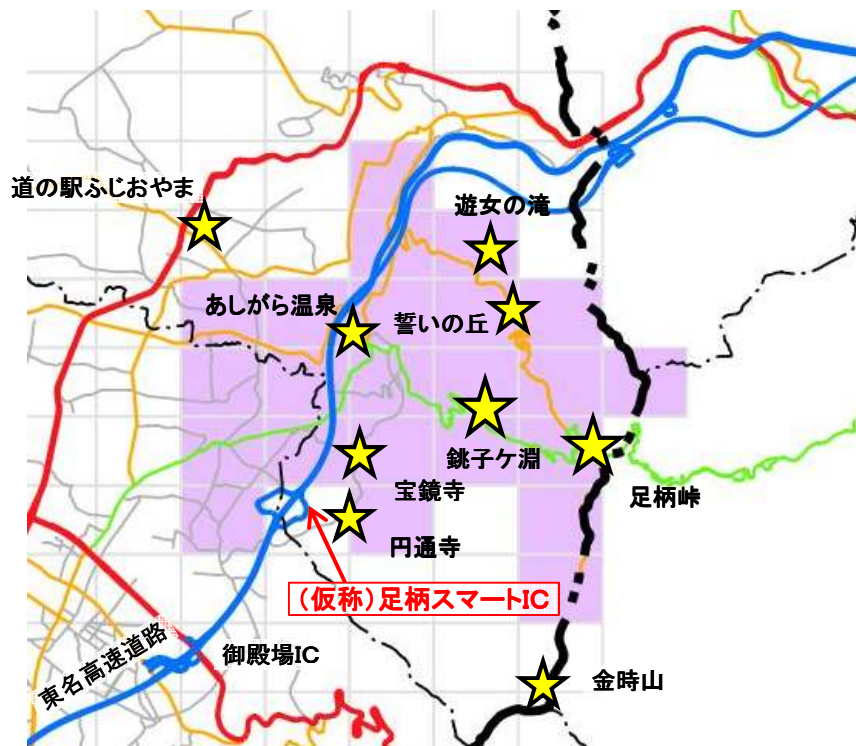 道の駅ふじおやま
遊女の滝
あしがら温泉
誓いの丘
銚子ケ淵
宝鏡寺
足柄峠
円通寺
（仮称）足柄スマートIC
東名高速道路
御殿場IC
金時山